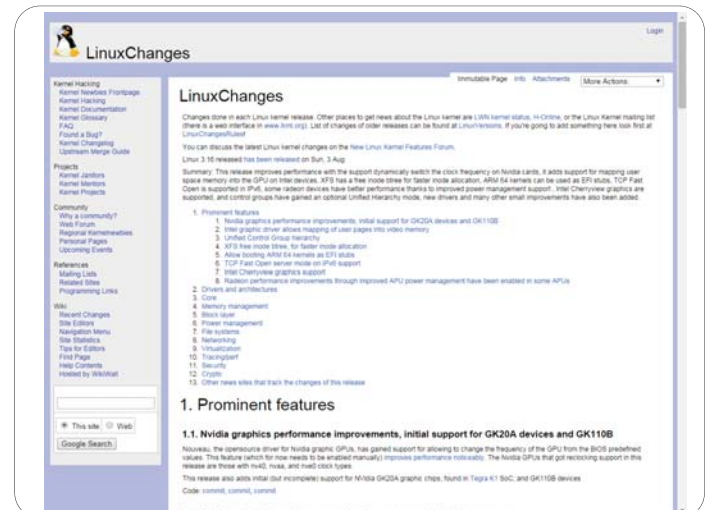 Login
LinuxChanges
Kernel Hacking
Kernel Newbies Frontpage
Kernel Hacking
Kernel Documentation
Kernel Glossary
FAQ
Found a Bug?
Kernel Changelog
Upstream Merge Guide
Projects
Kernel Janitors
Kernel Mentors
Kernel Projects
Community
Why a community?
Web Forum
Regional Kernelnewbies
Personal Pages
Upcoming Events
References
Mailing Lists
Related Sites
Programming Links
Wiki
Recent Changes
Site Editors
Navigation Menu
Site Statistics
Tips for Editors
Find Page
Help Contents
Hosted by WikiWall
This site Web
Google Search
Immutable Page Info Attachments More Actions:
LinuxChanges
Changes done in each Linux kernel release. Other places to get news about the Linux kernel are LWN kernel status, H-Online, or the Linux Kernel mailing list
(there is a web interface in www.lkml.org). List of changes of older releases can be found at LinuxVersions. If you're going to add something here look first at
LinuxChangesRules!
You can discuss the latest Linux kernel changes on the New Linux Kernel Features Forum.
Linux 3.16 released has been released on Sun, 3 Aug
Summary: This release improves performance with the support dynamically switch the clock frequency on Nvidia cards, it adds support for mapping user
space memory into the GPU on Intel devices. XFS has a free inode btree for faster inode allocation, ARM 64 kernels can be used as EFI stubs, TCP Fast
Open is supported in IPv6, some radeon devices have better performance thanks to improved power management support , Intel Cherryview graphics are
supported, and control groups have gained an optional Unified Hierarchy mode, new drivers and many other small improvements have also been added.
1. Prominent features
1. Nvidia graphics performance improvements, initial support for GK20A devices and GK110B
2. Intel graphic driver allows mapping of user pages into video memory
3. Unified Control Group hierarchy
4. XFS free inode btree, for faster inode allocation
5. Allow booting ARM 64 kernels as EFI stubs
6. TCP Fast Open server mode on IPv6 support
7. Intel Cherryview graphics support
8. Radeon performance improvements through improved APU power management have been enabled in some APUs
2. Drivers and architectures
3. Core
4. Memory management
5. Block layer
6. Power management
7. File systems
8. Networking
9. Virtualization
10. Tracing/perf
11. Security
12. Crypto
13. Other news sites that track the changes of this release
1. Prominent features
1.1. Nvidia graphics performance improvements, initial support for GK20A devices and GK110B
Nouveau, the opensource driver for Nvidia graphic GPUs, has gained support for allowing to change the frequency of the GPU from the BIOS predefined
values. This feature (which for now needs to be enabled manually) improves performance noticeably. The Nvidia GPUs that got reclocking support in this
release are those with nv40, nvaa, and nve0 clock types.
This release also adds initial (but incomplete) support for NVidia GK20A graphic chips, found in Tegra K1 SoC; and GK110B devices
Code: commit, commit, commit